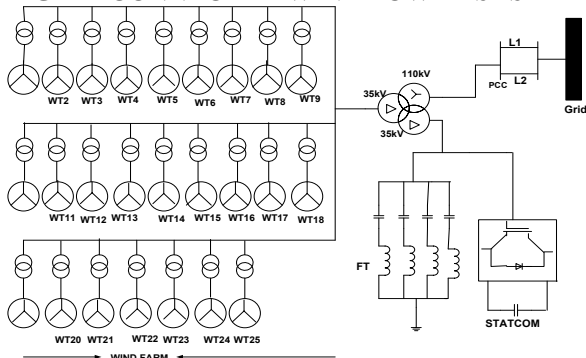 WT2 WT3 WT4 WT5 WT6 WT7 WT8 WT9
35kV
110kV
35kV
L1
L2
PCC
Grid
WT11 WT12 WT13 WT14 WT15 WT16 WT17 WT18
FT
STATCOM
WT20 WT21 WT22 WT23 WT24 WT25
WIND FARM